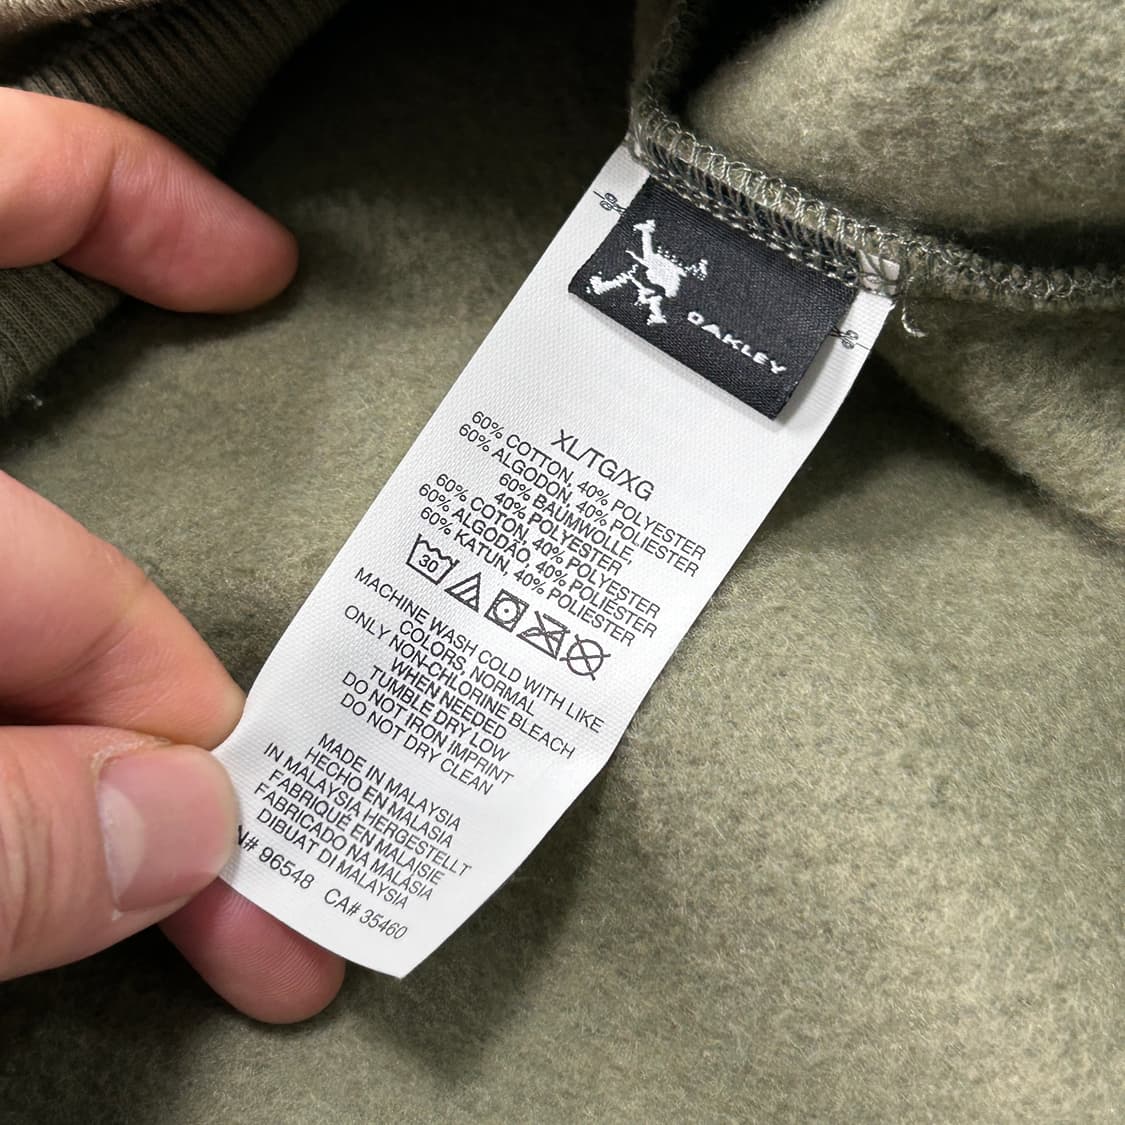 OAKLEY
XL/TG/XG
60% COTTON, 40% POLYESTER
60% ALGODON, 40% POLIESTER
60% BAUMWOLLE,
40% POLYESTER
60% COTON, 40% POLYESTER
60% ALGODÃO, 40% POLIESTER
60% KATUN, 40% POLIESTER
30
MACHINE WASH COLD WITH LIKE
COLORS, NORMAL
ONLY NON-CHLORINE BLEACH
WHEN NEEDED
TUMBLE DRY LOW
DO NOT IRON IMPRINT
DO NOT DRY CLEAN
MADE IN MALAYSIA
HECHO EN MALASIA
IN MALAYSIA HERGESTELLT
FABRIQUÉ EN MALAISIE
FABRICADO NA MALÁSIA
DIBUAT DI MALAYSIA
N# 96548 CA# 35460